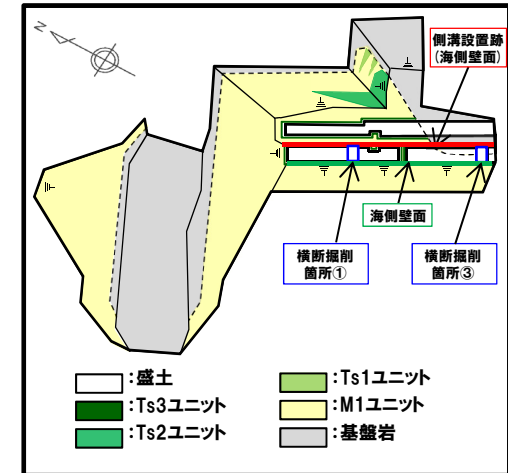 N
側溝設置跡
(海側壁面)
海側壁面
横断掘削
箇所①
横断掘削
箇所③
:盛土
:Ts3ユニット
:Ts2ユニット
:Ts1ユニット
:M1ユニット
:基盤岩